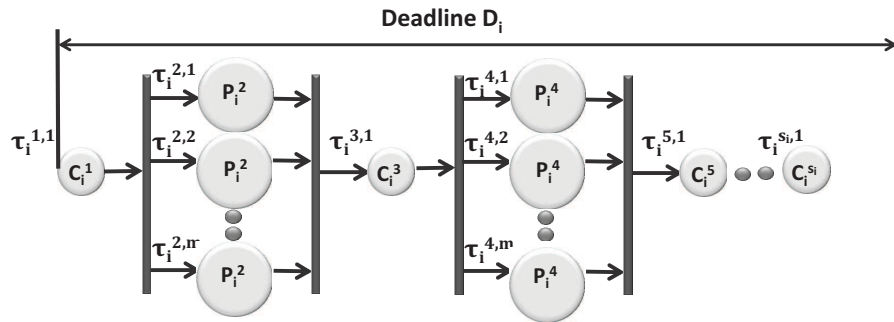 Deadline Dᵢ
τᵢ¹,¹
Cᵢ¹
τᵢ²,¹
Pᵢ²
τᵢ²,²
Pᵢ²
τᵢ²,ᵐ
Pᵢ²
τᵢ³,¹
Cᵢ³
τᵢ⁴,¹
Pᵢ⁴
τᵢ⁴,²
Pᵢ⁴
τᵢ⁴,ᵐ
Pᵢ⁴
τᵢ⁵,¹
Cᵢ⁵
τᵢ^{sᵢ,1}
Cᵢ^{sᵢ}